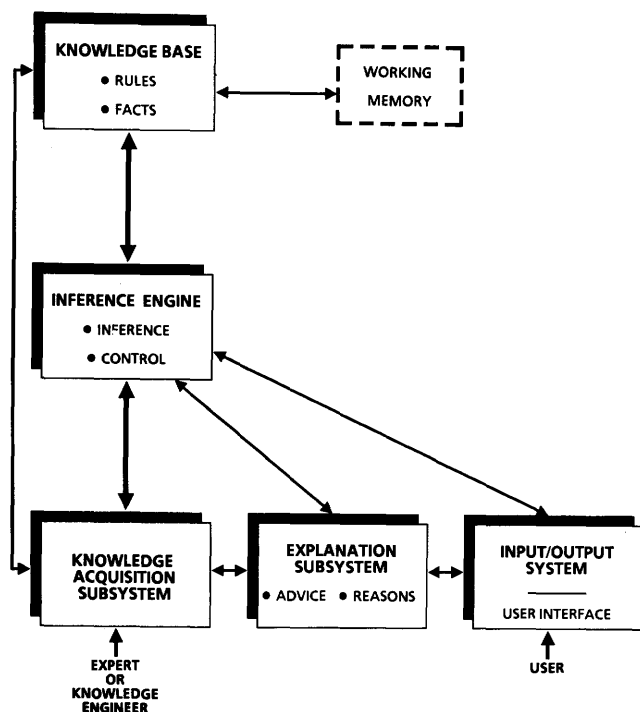 KNOWLEDGE BASE
• RULES
• FACTS
WORKING
MEMORY
INFERENCE ENGINE
• INFERENCE
• CONTROL
KNOWLEDGE
ACQUISITION
SUBSYSTEM
EXPLANATION
SUBSYSTEM
• ADVICE • REASONS
INPUT/OUTPUT
SYSTEM
USER INTERFACE
EXPERT
OR
KNOWLEDGE
ENGINEER
USER